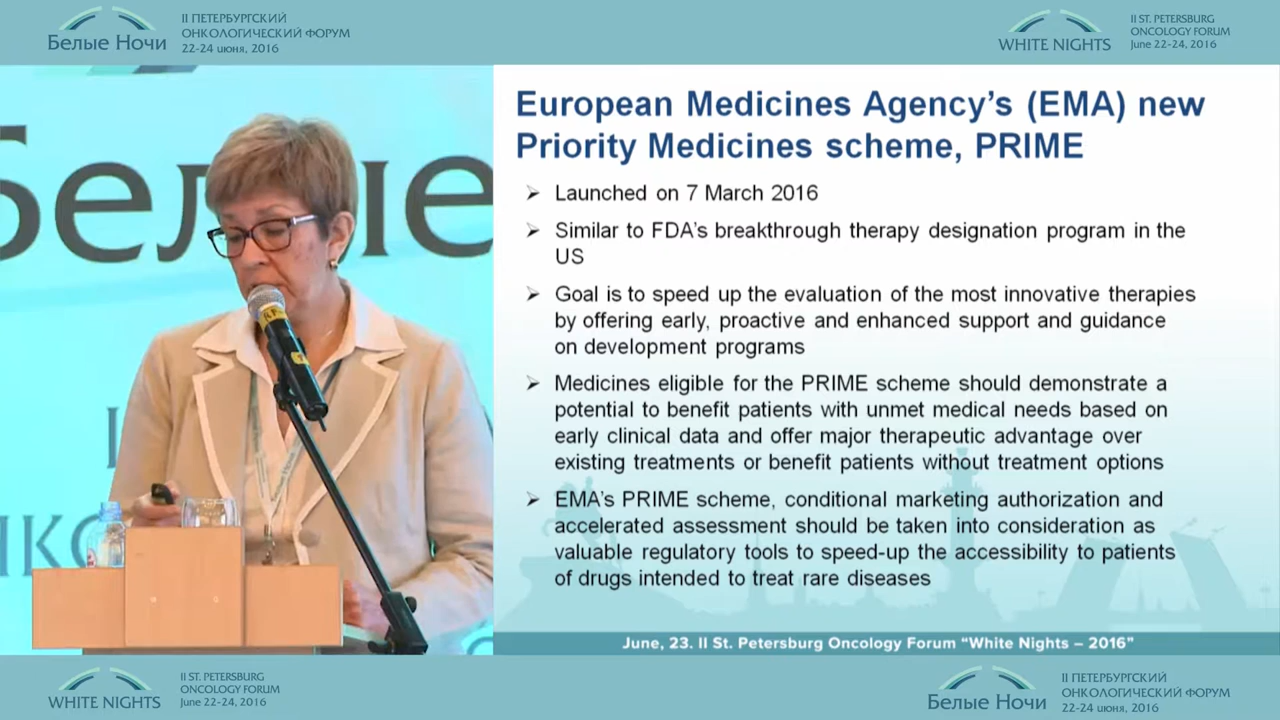 Белые Ночи
II ПЕТЕРБУРГСКИЙ
ОНКОЛОГИЧЕСКИЙ ФОРУМ
22-24 июня, 2016
WHITE NIGHTS
II ST. PETERSBURG
ONCOLOGY FORUM
June 22-24, 2016
European Medicines Agency’s (EMA) new
Priority Medicines scheme, PRIME
➢ Launched on 7 March 2016
➢ Similar to FDA’s breakthrough therapy designation program in the
US
➢ Goal is to speed up the evaluation of the most innovative therapies
by offering early, proactive and enhanced support and guidance
on development programs
➢ Medicines eligible for the PRIME scheme should demonstrate a
potential to benefit patients with unmet medical needs based on
early clinical data and offer major therapeutic advantage over
existing treatments or benefit patients without treatment options
➢ EMA’s PRIME scheme, conditional marketing authorization and
accelerated assessment should be taken into consideration as
valuable regulatory tools to speed-up the accessibility to patients
of drugs intended to treat rare diseases
June, 23. II St. Petersburg Oncology Forum “White Nights – 2016”
WHITE NIGHTS
II ST. PETERSBURG
ONCOLOGY FORUM
June 22-24, 2016
Белые Ночи
II ПЕТЕРБУРГСКИЙ
ОНКОЛОГИЧЕСКИЙ ФОРУМ
22-24 июня, 2016